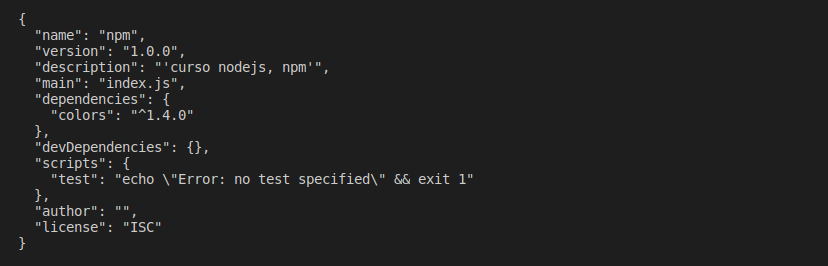 {
  "name": "npm",
  "version": "1.0.0",
  "description": "'curso nodejs, npm'",
  "main": "index.js",
  "dependencies": {
    "colors": "^1.4.0"
  },
  "devDependencies": {},
  "scripts": {
    "test": "echo \"Error: no test specified\" && exit 1"
  },
  "author": "",
  "license": "ISC"
}